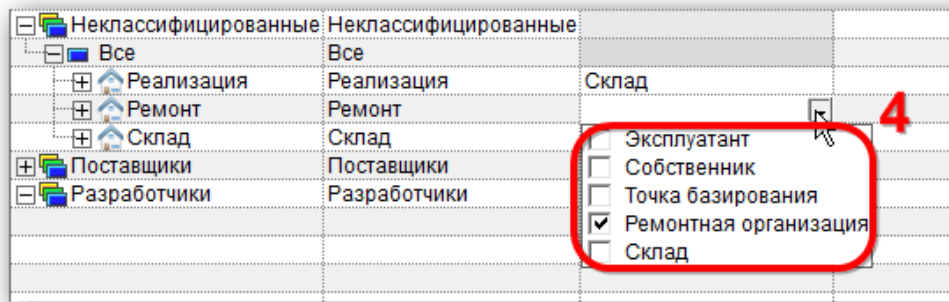 Неклассифицированные Неклассифицированные
Все Все
Реализация Реализация Склад
Ремонт Ремонт
4
Склад Склад
Эксплуатант
Поставщики Поставщики
Собственник
Разработчики Разработчики
Точка базирования
Ремонтная организация
Склад